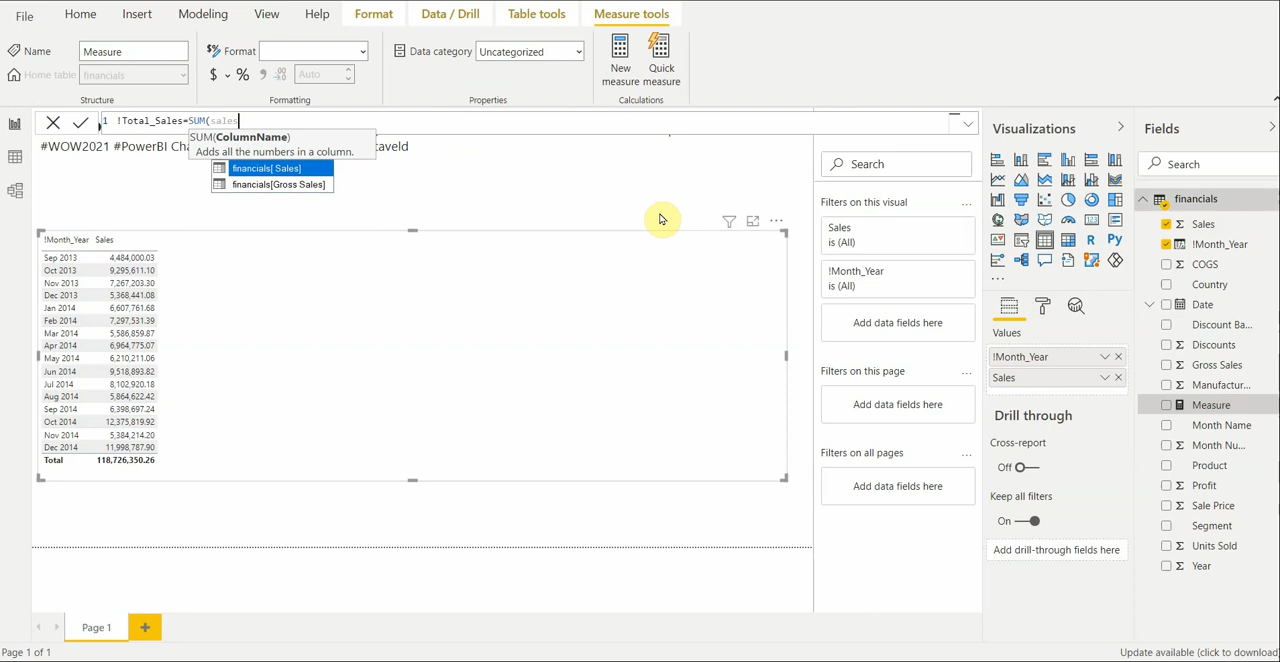 File Home Insert Modeling View Help Format Data / Drill Table tools Measure tools
Name Measure
Home table financials
Structure
Format
$ % Auto
Formatting
Data category Uncategorized
Properties
New measure
Quick measure
Calculations
1 !Total_Sales=SUM(sales
SUM(ColumnName)
Adds all the numbers in a column.
financials[ Sales]
financials[Gross Sales]
#WOW2021 #PowerBI Cha
taveld
!Month_Year Sales
Sep 2013 4,484,000.03
Oct 2013 9,295,611.10
Nov 2013 7,267,203.30
Dec 2013 5,368,441.08
Jan 2014 6,607,761.68
Feb 2014 7,297,531.39
Mar 2014 5,586,859.87
Apr 2014 6,964,775.07
May 2014 6,210,211.06
Jun 2014 9,518,893.82
Jul 2014 8,102,920.18
Aug 2014 5,864,622.42
Sep 2014 6,398,697.24
Oct 2014 12,375,819.92
Nov 2014 5,384,214.20
Dec 2014 11,998,787.90
Total 118,726,350.26
Search
Filters on this visual ...
Sales
is (All)
!Month_Year
is (All)
Add data fields here
Filters on this page ...
Add data fields here
Filters on all pages ...
Add data fields here
Visualizations
R Py
...
Values
!Month_Year
Sales
Drill through
Cross-report
Off
Keep all filters
On
Add drill-through fields here
Fields
Search
financials
Sales
!Month_Year
COGS
Country
Date
Discount Ba...
Discounts
Gross Sales
Manufactur...
Measure
Month Name
Month Nu...
Product
Profit
Sale Price
Segment
Units Sold
Year
Page 1 +
Page 1 of 1
Update available (click to download